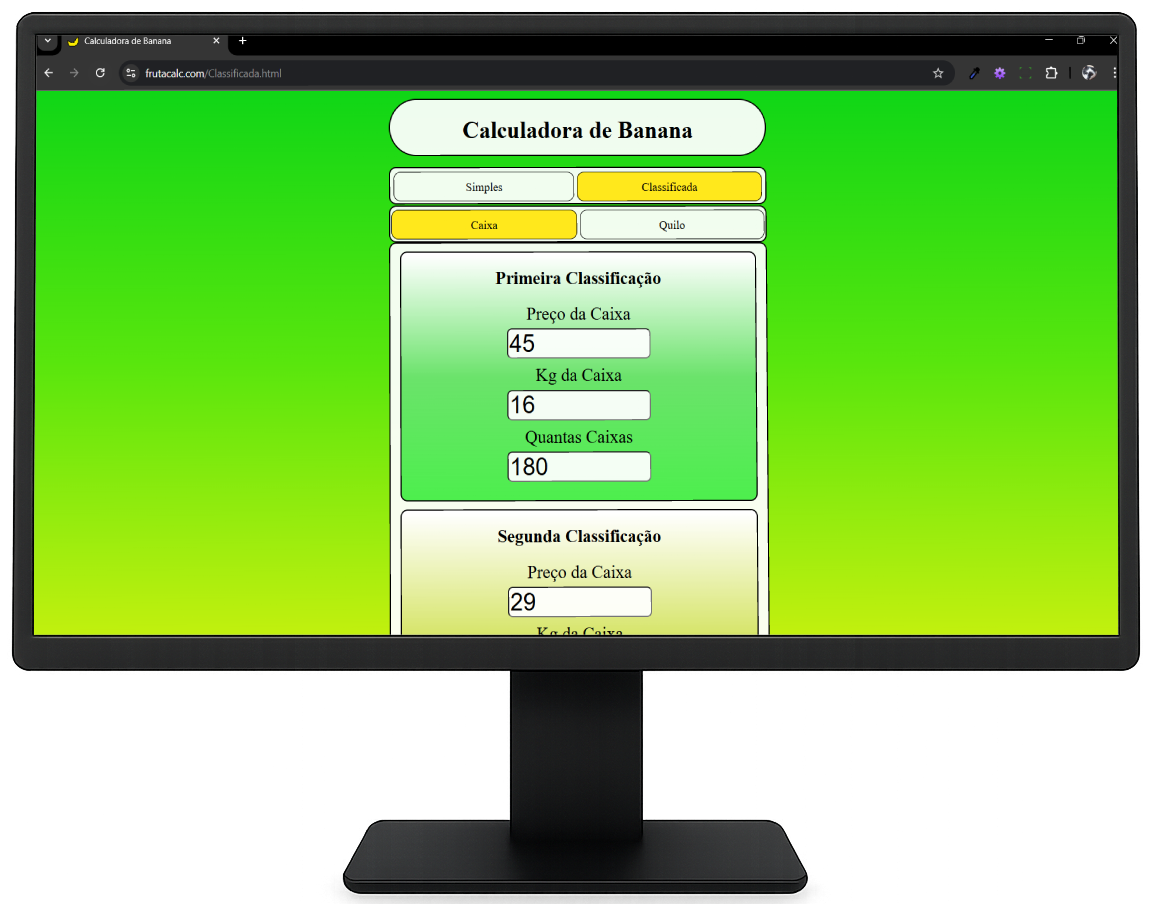 Calculadora de Banana
frutacalc.com/Classificada.html
Calculadora de Banana
Simples Classificada
Caixa Quilo
Primeira Classificação
Preço da Caixa
45
Kg da Caixa
16
Quantas Caixas
180
Segunda Classificação
Preço da Caixa
29
Kg da Caixa